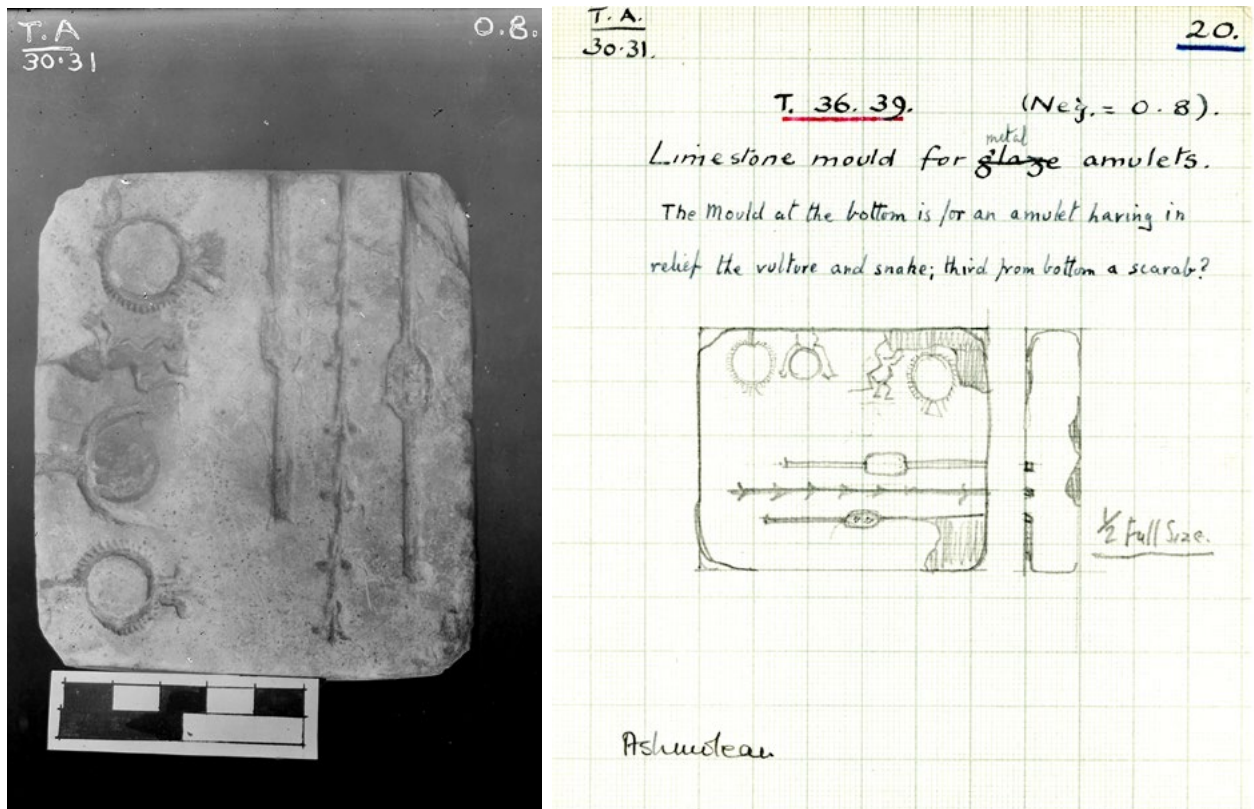 T.A
30.31
O.8.
T. A.
30.31.
20.
T. 36. 39. (Neg. = O.8).
metal
Limestone mould for glaze amulets.
The Mould at the bottom is for an amulet having in
relief the vulture and snake; third from bottom a scarab?
1/2 Full Size.
Ashmolean